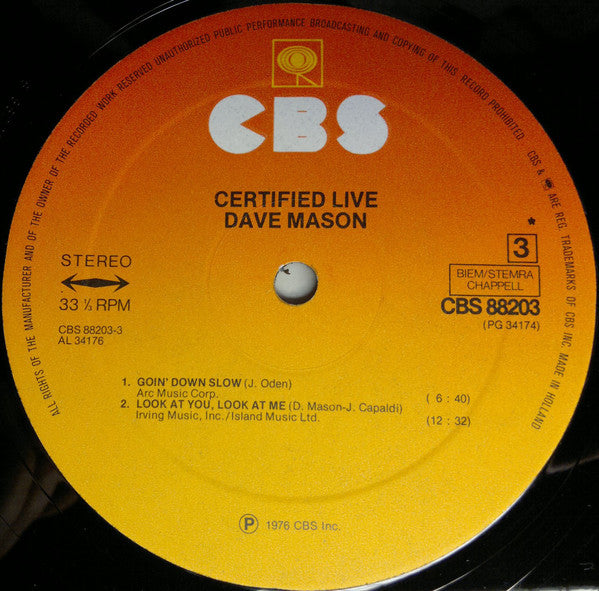 ALL RIGHTS OF THE MANUFACTURER AND OF THE OWNER OF THE RECORDED WORK RESERVED UNAUTHORIZED PUBLIC PERFORMANCE BROADCASTING AND COPYING OF THIS RECORD PROHIBITED CBS & ARE REG. TRADEMARKS OF CBS INC. MADE IN HOLLAND
CBS
CERTIFIED LIVE
DAVE MASON
STEREO
33 ⅓ RPM
CBS 88203-3
AL 34176
*
3
BIEM/STEMRA
CHAPPELL
CBS 88203
(PG 34174)
1. GOIN' DOWN SLOW (J. Oden)
Arc Music Corp. ( 6 : 40)
2. LOOK AT YOU, LOOK AT ME (D. Mason-J. Capaldi)
Irving Music, Inc./Island Music Ltd. (12 : 32)
Ⓟ 1976 CBS Inc.